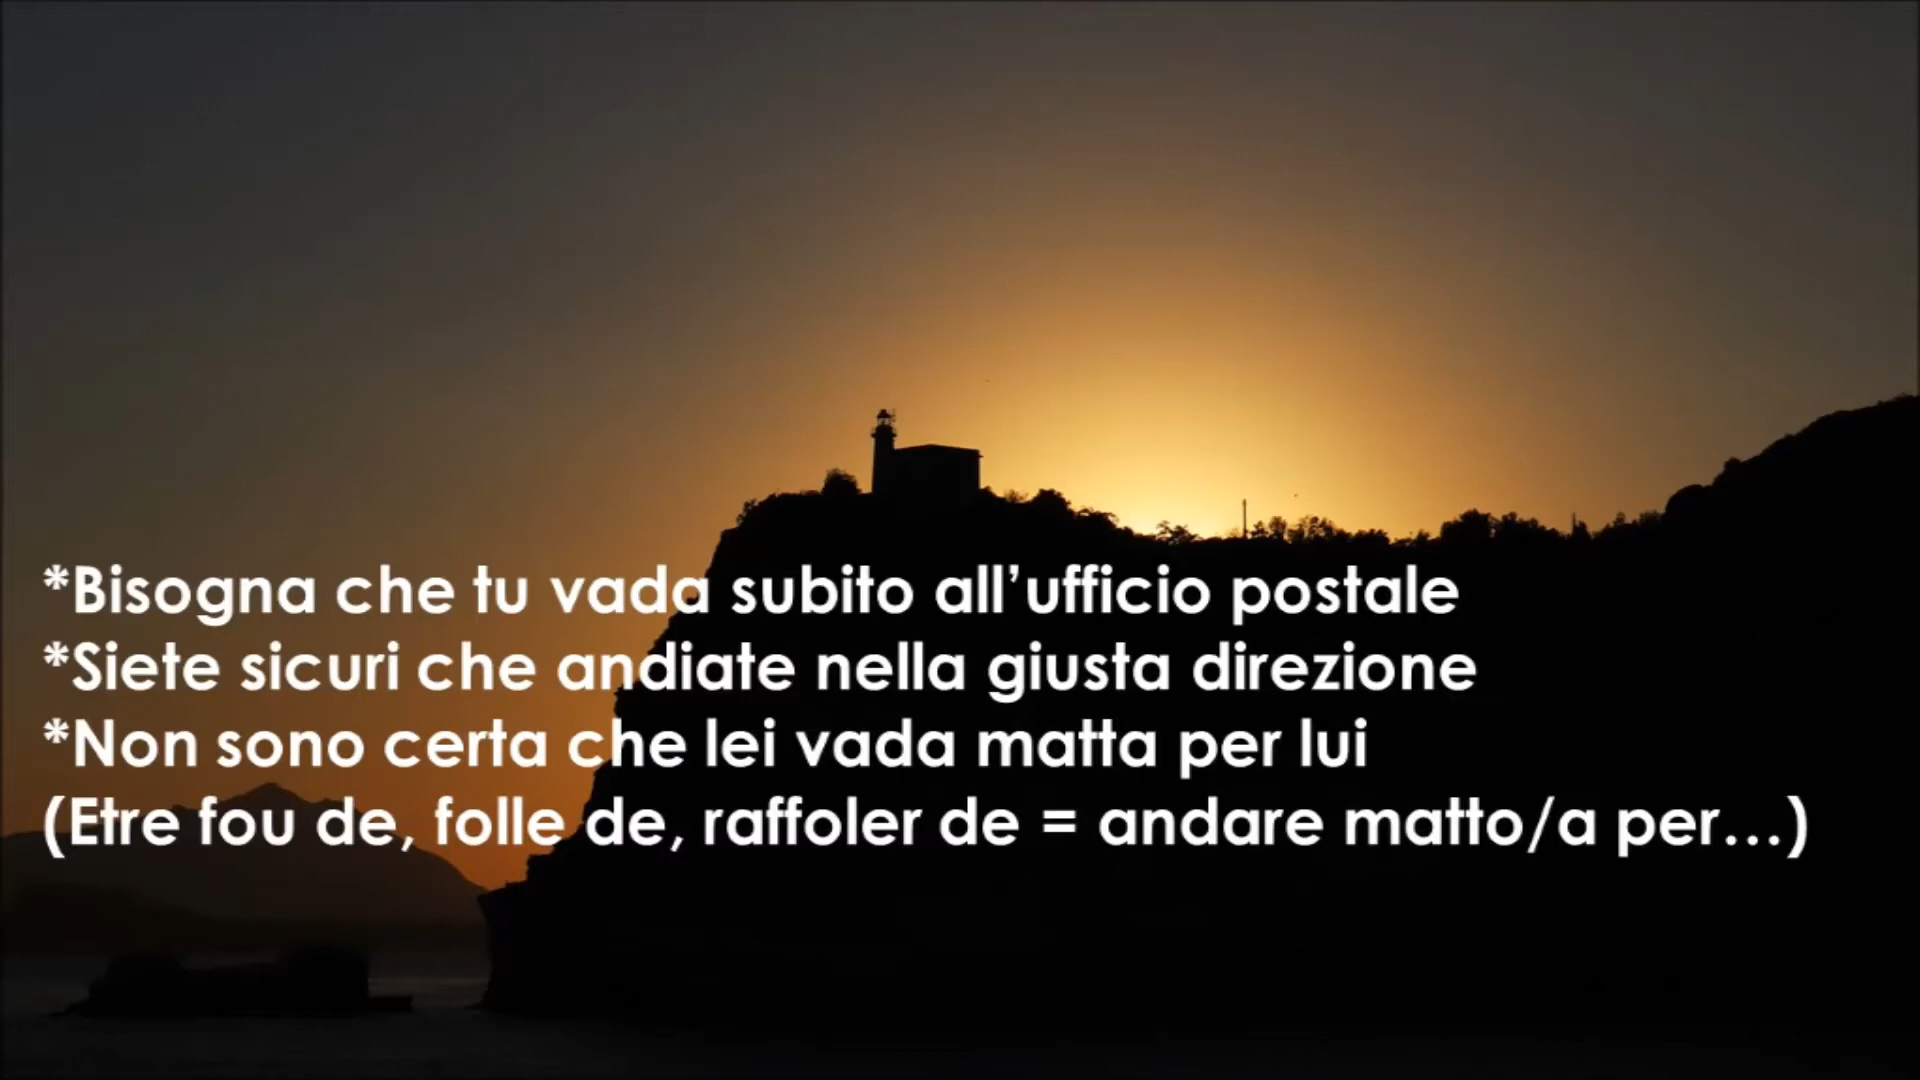 *Bisogna che tu vada subito all’ufficio postale
*Siete sicuri che andiate nella giusta direzione
*Non sono certa che lei vada matta per lui
(Etre fou de, folle de, raffoler de = andare matto/a per…)